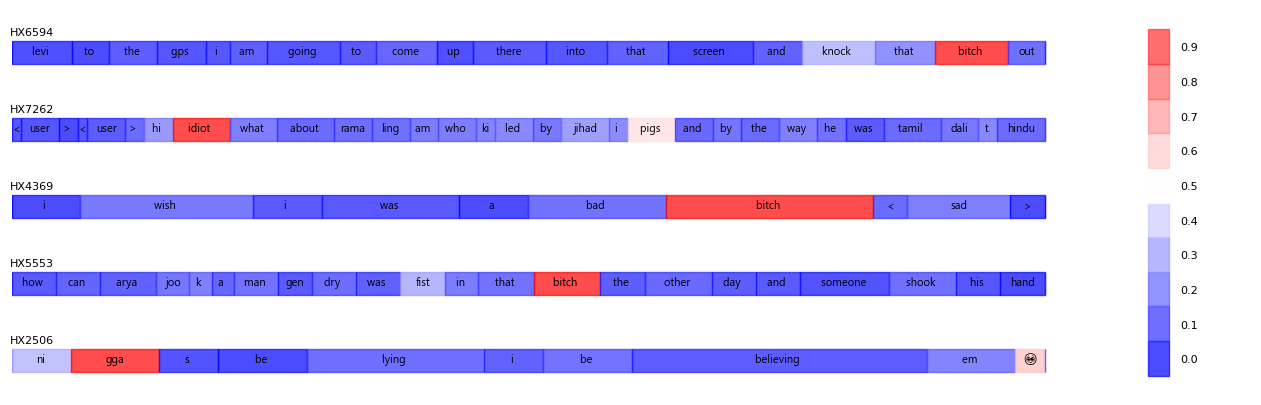 HX6594
levi to the gps i am going to come up there into that screen and knock that bitch out
HX7262
< user > < user > hi idiot what about rama ling am who ki led by jihad i pigs and by the way he was tamil dali t hindu
HX4369
i wish i was a bad bitch < sad >
HX5553
how can arya joo k a man gen dry was fist in that bitch the other day and someone shook his hand
HX2506
ni gga s be lying i be believing em 😭
0.9
0.8
0.7
0.6
0.5
0.4
0.3
0.2
0.1
0.0